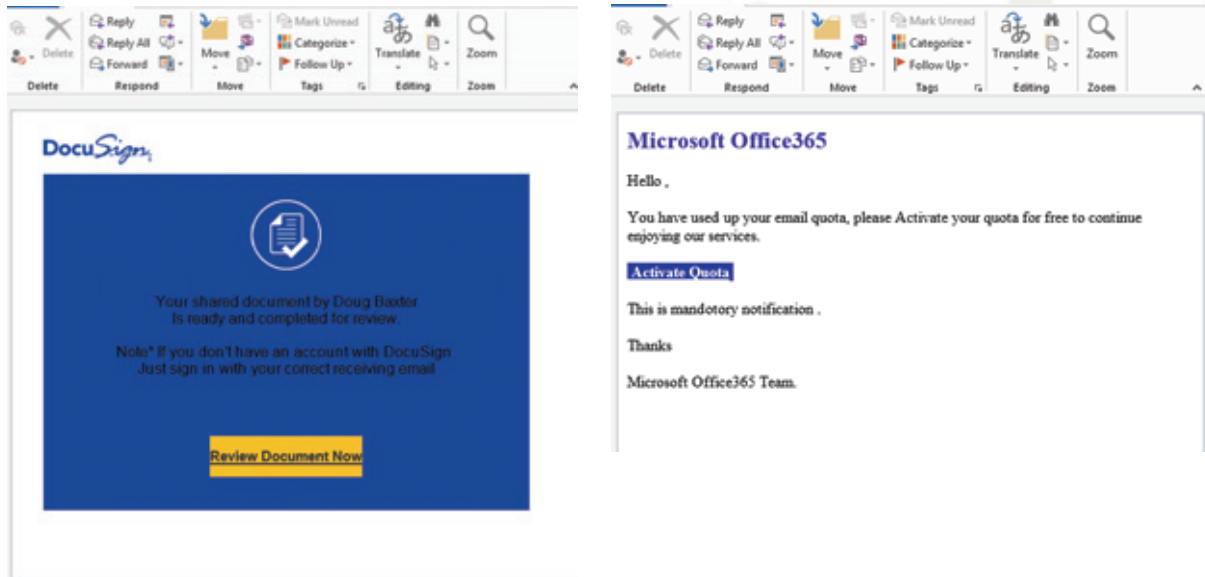 Delete
Reply
Reply All
Forward
Move
Mark Unread
Categorize
Follow Up
Translate
Zoom
Delete
Respond
Move
Tags
Editing
Zoom
DocuSign
Your shared document by Doug Baxter
Is ready and completed for review.
Note* If you don't have an account with DocuSign
Just sign in with your correct receiving email
Review Document Now
Delete
Reply
Reply All
Forward
Move
Mark Unread
Categorize
Follow Up
Translate
Zoom
Delete
Respond
Move
Tags
Editing
Zoom
Microsoft Office365
Hello ,
You have used up your email quota, please Activate your quota for free to continue
enjoying our services.
Activate Quota
This is mandotory notification .
Thanks
Microsoft Office365 Team.